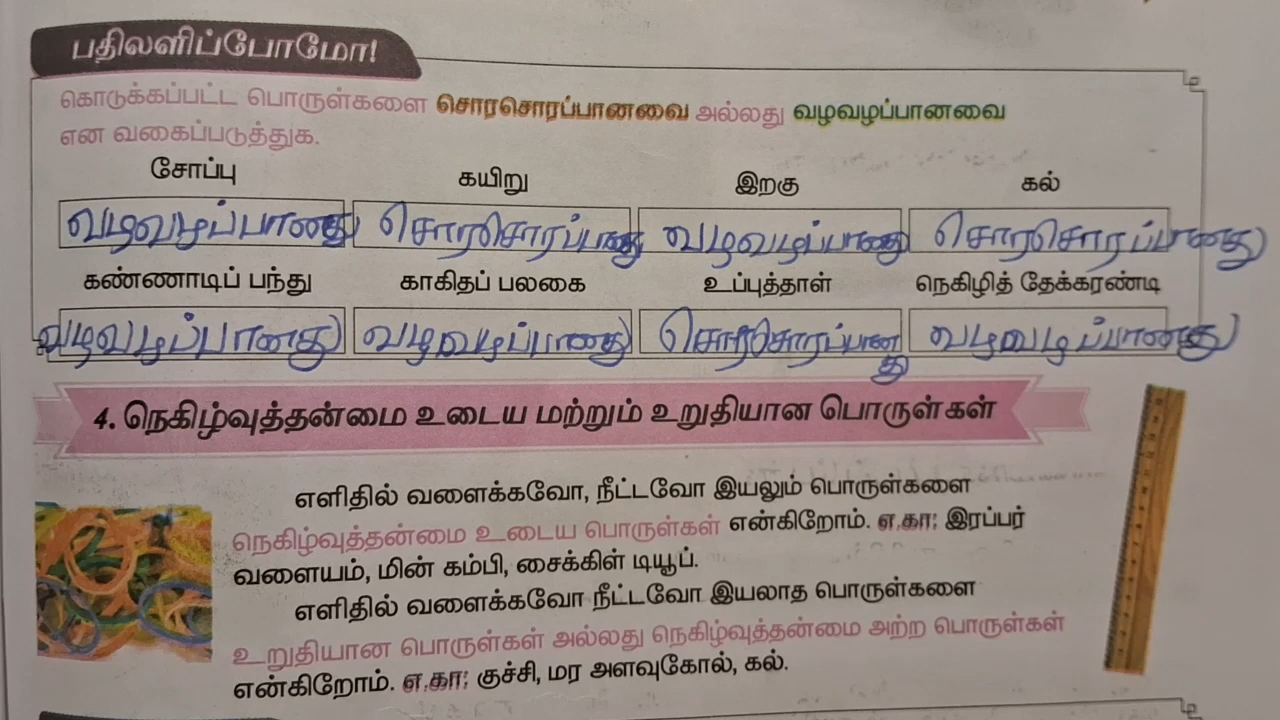 பதிலளிப்போமோ!
கொடுக்கப்பட்ட பொருள்களை சொரசொரப்பானவை அல்லது வழவழப்பானவை
என வகைப்படுத்துக.
சோப்பு கயிறு இறகு கல்
வழவழப்பானது சொரசொரப்பானது வழவழப்பானது சொரசொரப்பானது
கண்ணாடிப் பந்து காகிதப் பலகை உப்புத்தாள் நெகிழித் தேக்கரண்டி
வழவழப்பானது வழவழப்பானது சொரசொரப்பானது வழவழப்பானது
4. நெகிழ்வுத்தன்மை உடைய மற்றும் உறுதியான பொருள்கள்
எளிதில் வளைக்கவோ, நீட்டவோ இயலும் பொருள்களை
நெகிழ்வுத்தன்மை உடைய பொருள்கள் என்கிறோம். எ.கா: இரப்பர்
வளையம், மின் கம்பி, சைக்கிள் டியூப்.
எளிதில் வளைக்கவோ நீட்டவோ இயலாத பொருள்களை
உறுதியான பொருள்கள் அல்லது நெகிழ்வுத்தன்மை அற்ற பொருள்கள்
என்கிறோம். எ.கா: குச்சி, மர அளவுகோல், கல்.